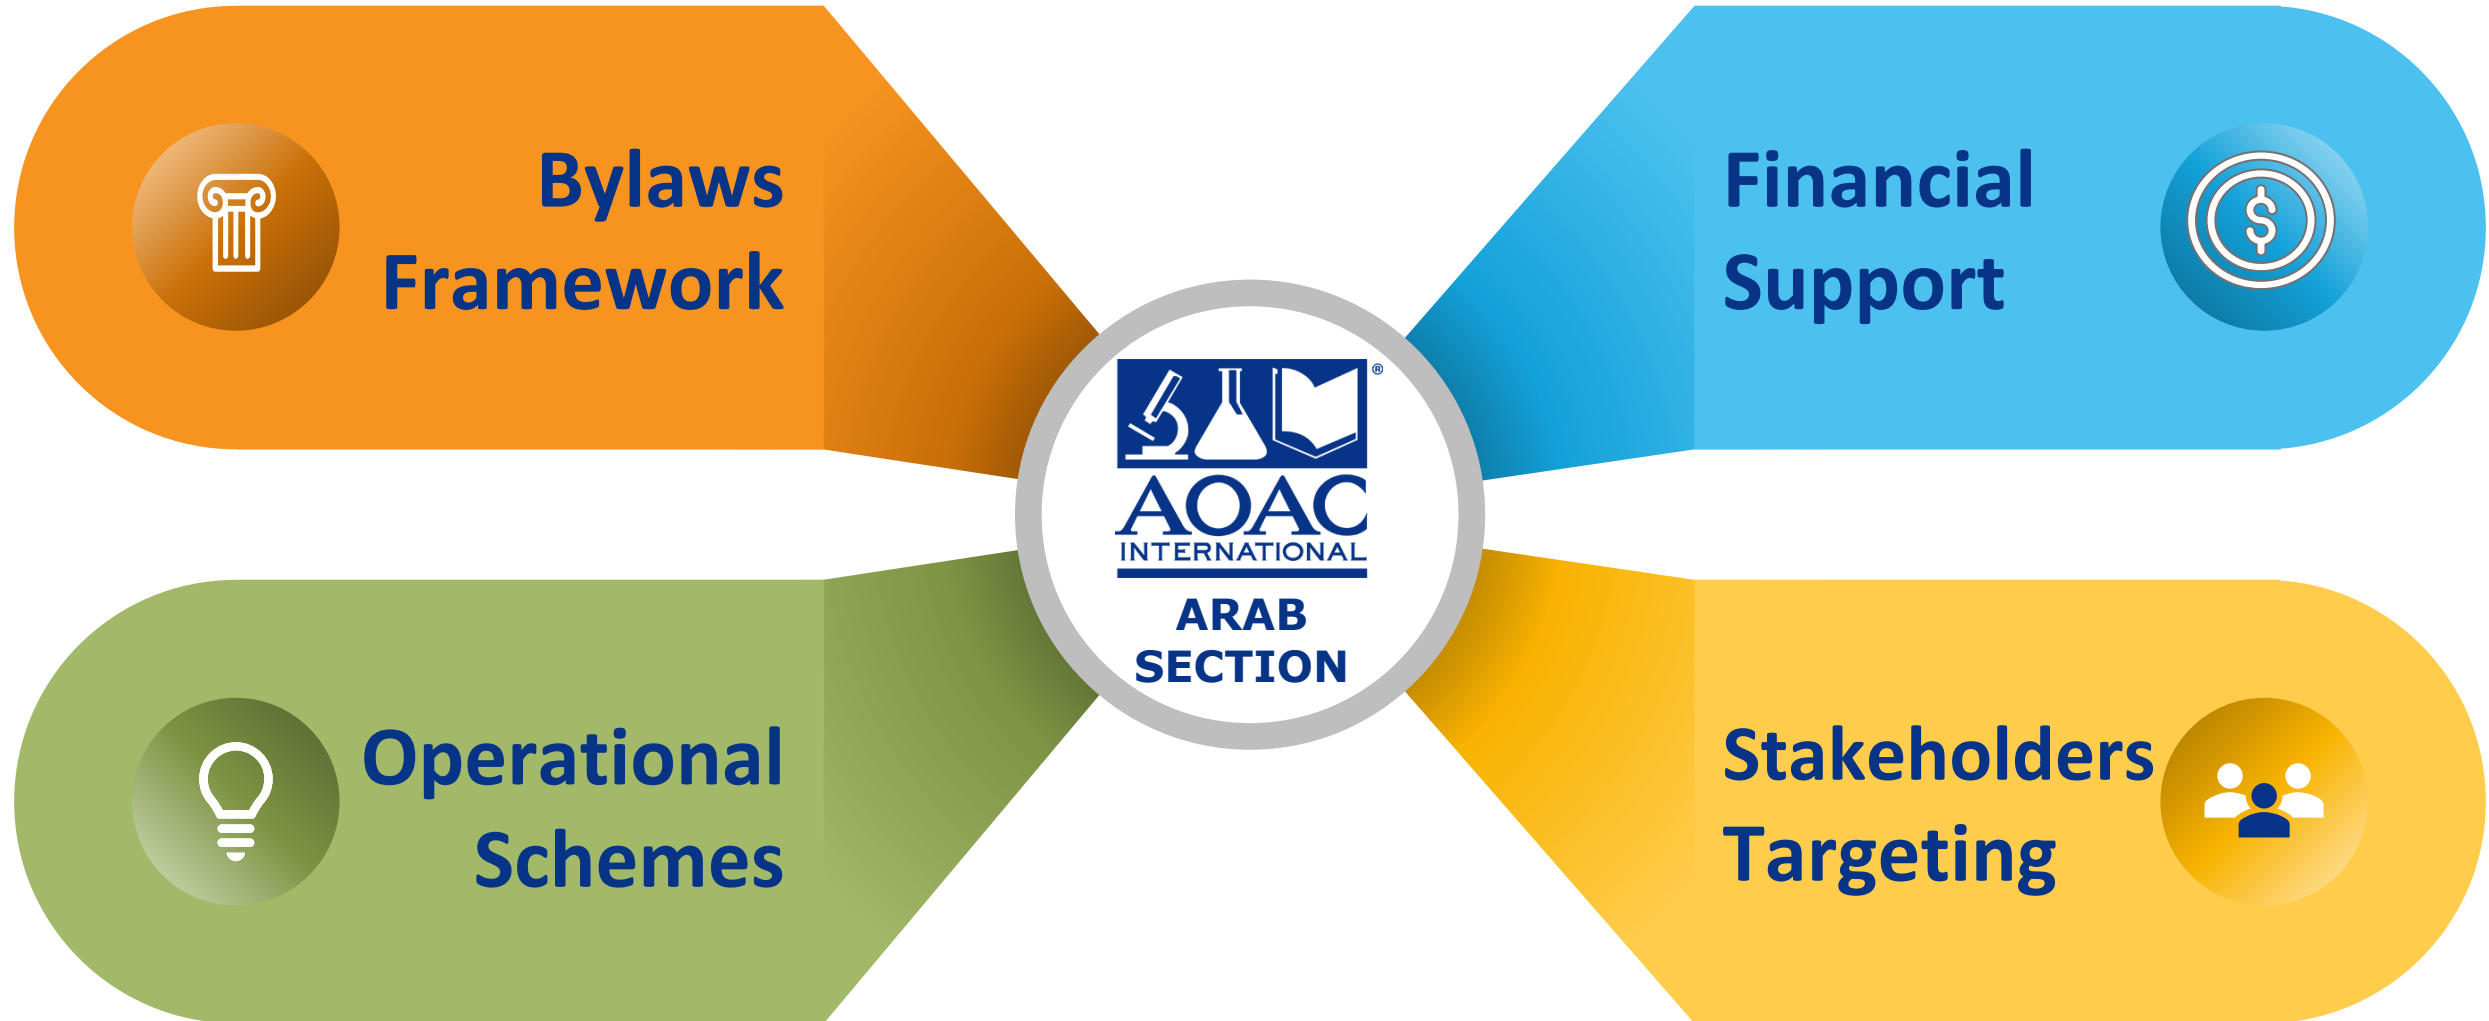 Bylaws
Framework
Financial
Support
$
®
AOAC
INTERNATIONAL
ARAB
SECTION
Operational
Schemes
Stakeholders
Targeting